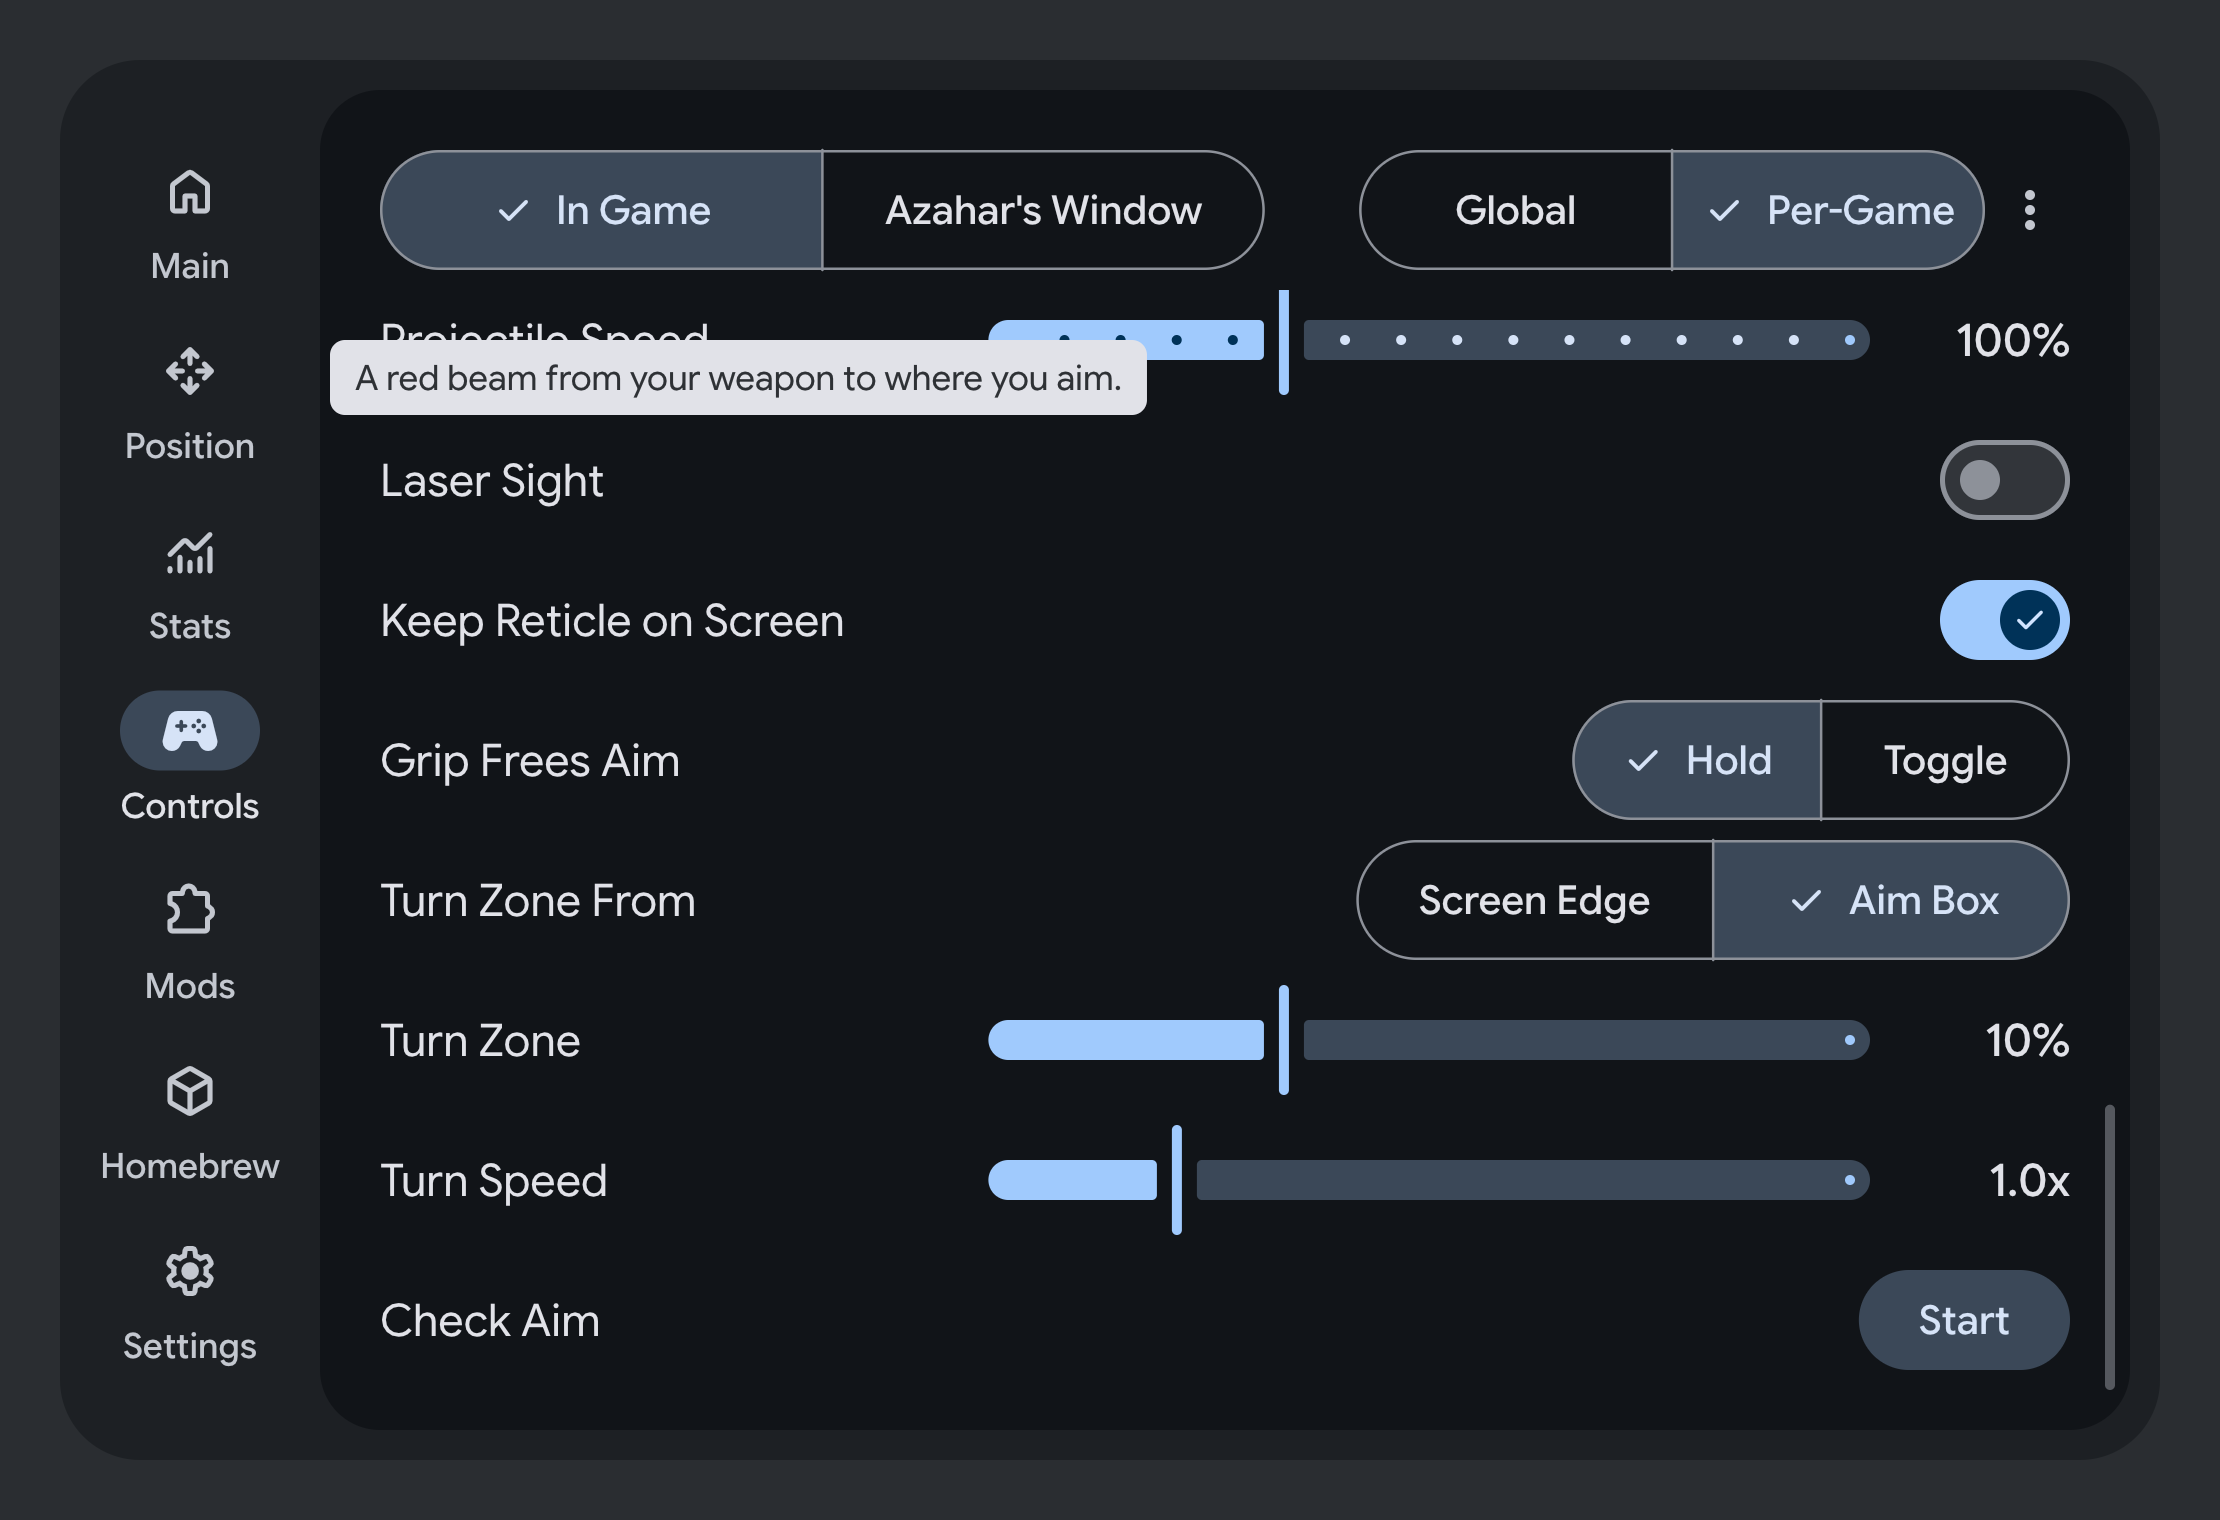 In Game
Azahar's Window
Global
Per-Game
Projectile Speed
100%
A red beam from your weapon to where you aim.
Laser Sight
Keep Reticle on Screen
Grip Frees Aim
Hold
Toggle
Turn Zone From
Screen Edge
Aim Box
Turn Zone
10%
Turn Speed
1.0x
Check Aim
Start
Main
Position
Stats
Controls
Mods
Homebrew
Settings